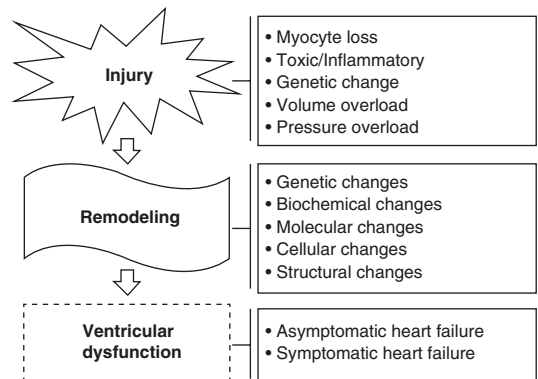 Injury
• Myocyte loss
• Toxic/Inflammatory
• Genetic change
• Volume overload
• Pressure overload
Remodeling
• Genetic changes
• Biochemical changes
• Molecular changes
• Cellular changes
• Structural changes
Ventricular
dysfunction
• Asymptomatic heart failure
• Symptomatic heart failure